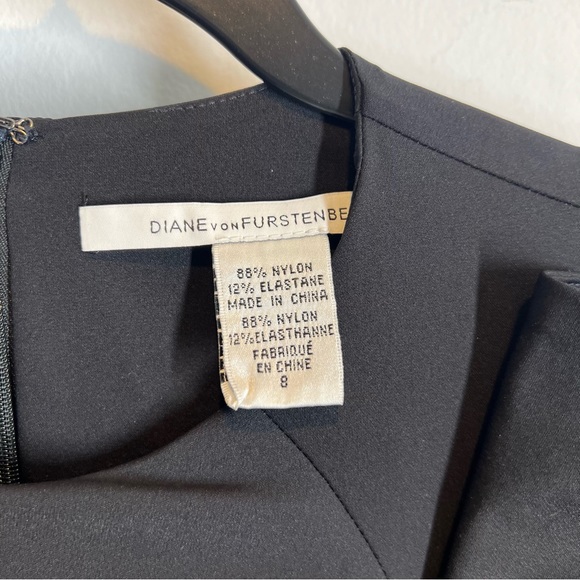 DIANE VON FURSTENBE
88% NYLON
12% ELASTANE
MADE IN CHINA
88% NYLON
12%ELASTHANNE
FABRIQUÉ
EN CHINE
8